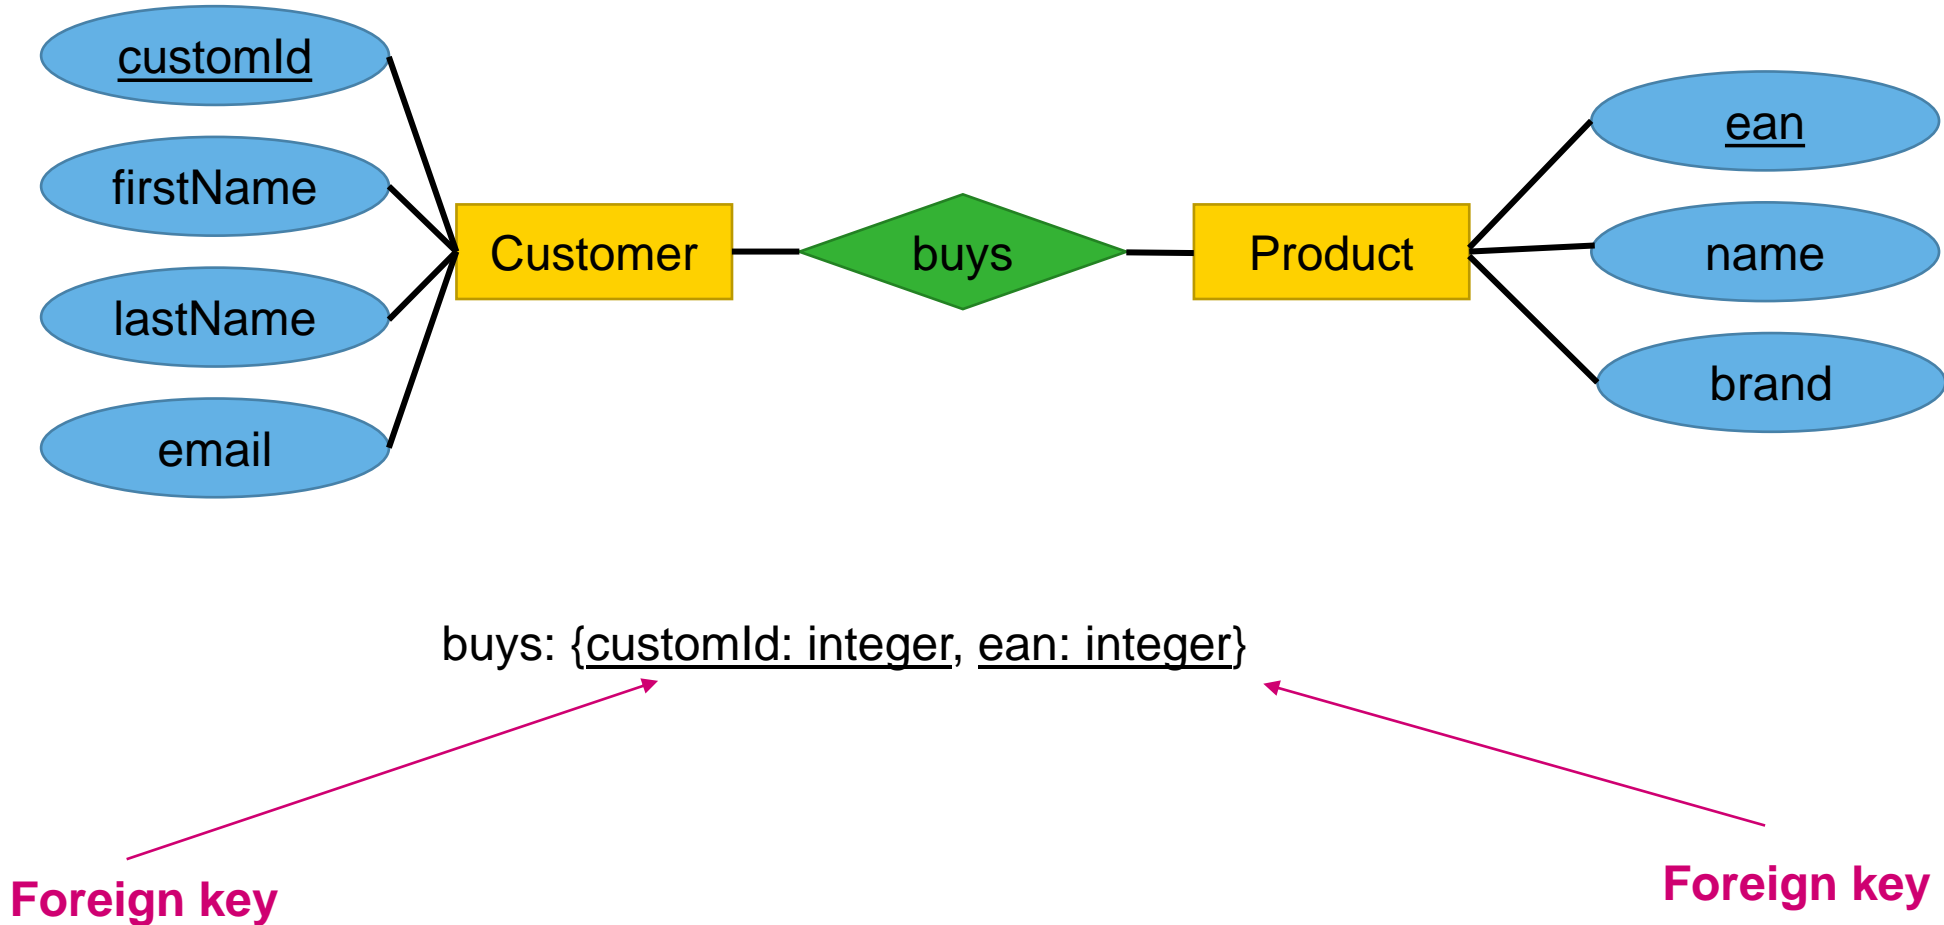 customId
firstName
lastName
email
Customer
buys
Product
ean
name
brand
buys: {customId: integer, ean: integer}
Foreign key
Foreign key